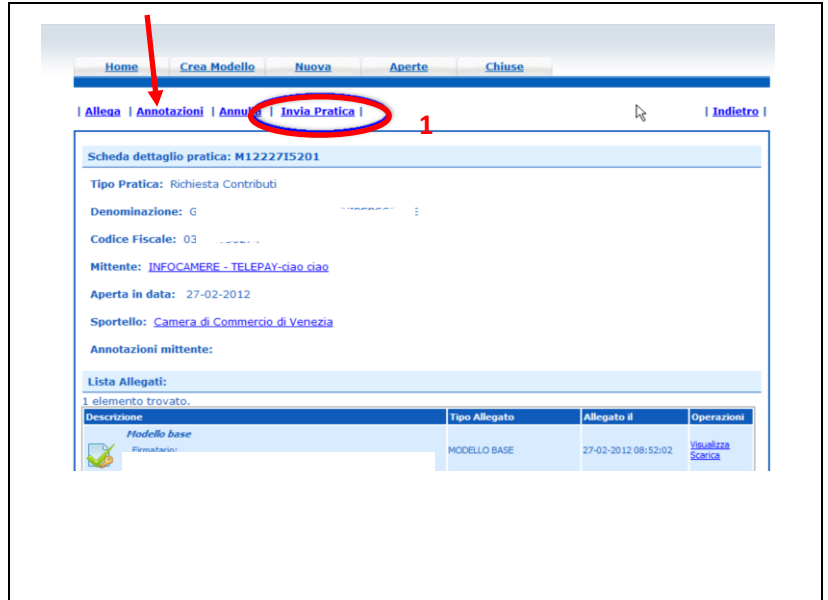 Home Crea Modello Nuova Aperte Chiuse
| Allega | Annotazioni | Annulla | Invia Pratica | 1 | Indietro |
Scheda dettaglio pratica: M12227I5201
Tipo Pratica: Richiesta Contributi
Denominazione: G
Codice Fiscale: 03
Mittente: INFOCAMERE - TELEPAY-ciao ciao
Aperta in data: 27-02-2012
Sportello: Camera di Commercio di Venezia
Annotazioni mittente:
Lista Allegati:
1 elemento trovato.
Descrizione Tipo Allegato Allegato il Operazioni
Modello base
Firmatario:
MODELLO BASE 27-02-2012 08:52:02 Visualizza
Scarica